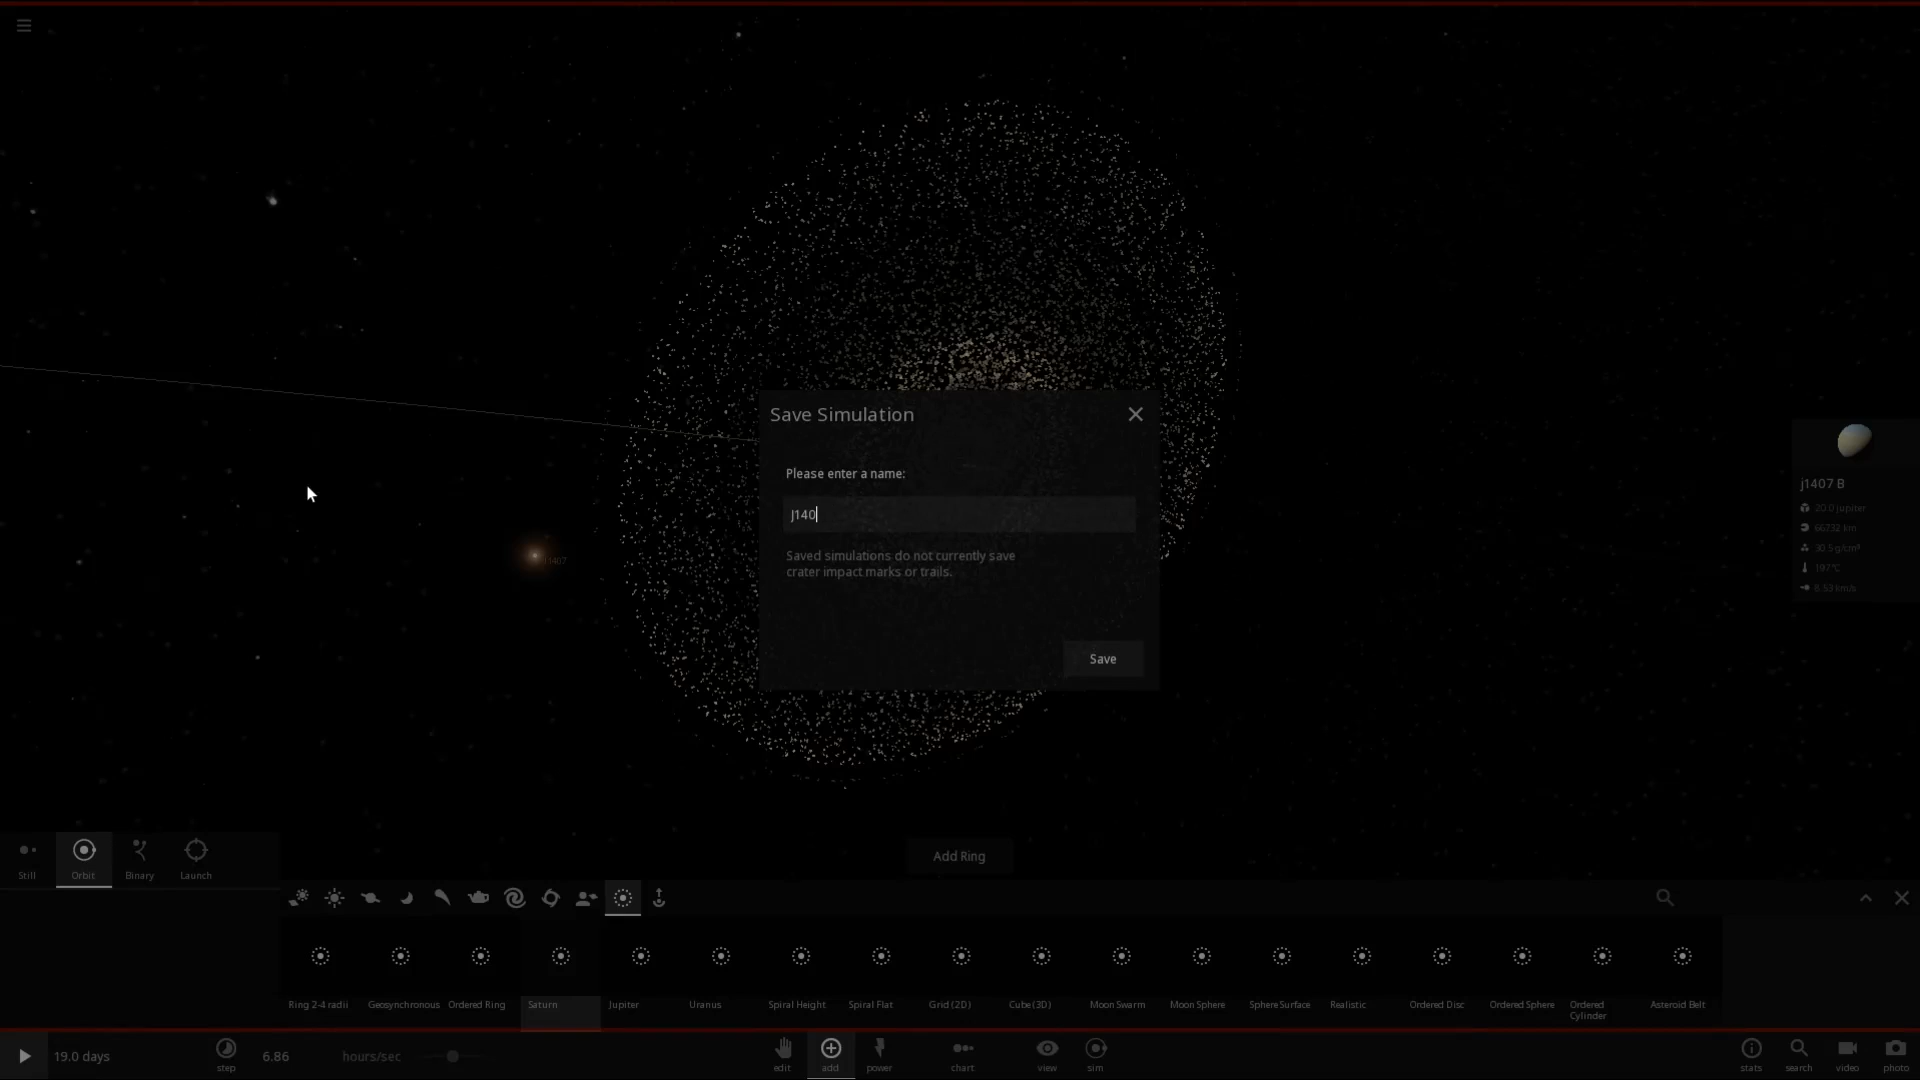 Save Simulation
Please enter a name:
J140
Saved simulations do not currently save
crater impact marks or trails.
Save
J1407
j1407 B
20.0 Jupiter
66732 km
30.5 g/cm³
197°C
8.53 km/s
Still
Orbit
Binary
Launch
Add Ring
Ring 2-4 radii
Geosynchronous
Ordered Ring
Saturn
Jupiter
Uranus
Spiral Height
Spiral Flat
Grid (2D)
Cube (3D)
Moon Swarm
Moon Sphere
Sphere Surface
Realistic
Ordered Disc
Ordered Sphere
Ordered
Cylinder
Asteroid Belt
19.0 days
step
6.86
hours/sec
edit
add
power
chart
view
sim
stats
search
video
photo